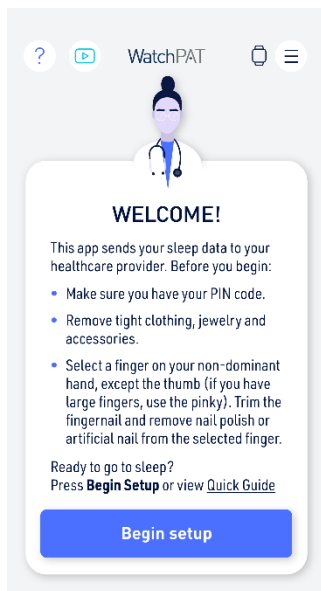 ?
WatchPAT
WELCOME!
This app sends your sleep data to your
healthcare provider. Before you begin:
• Make sure you have your PIN code.
• Remove tight clothing, jewelry and
accessories.
• Select a finger on your non-dominant
hand, except the thumb (if you have
large fingers, use the pinky). Trim the
fingernail and remove nail polish or
artificial nail from the selected finger.
Ready to go to sleep?
Press Begin Setup or view Quick Guide
Begin setup